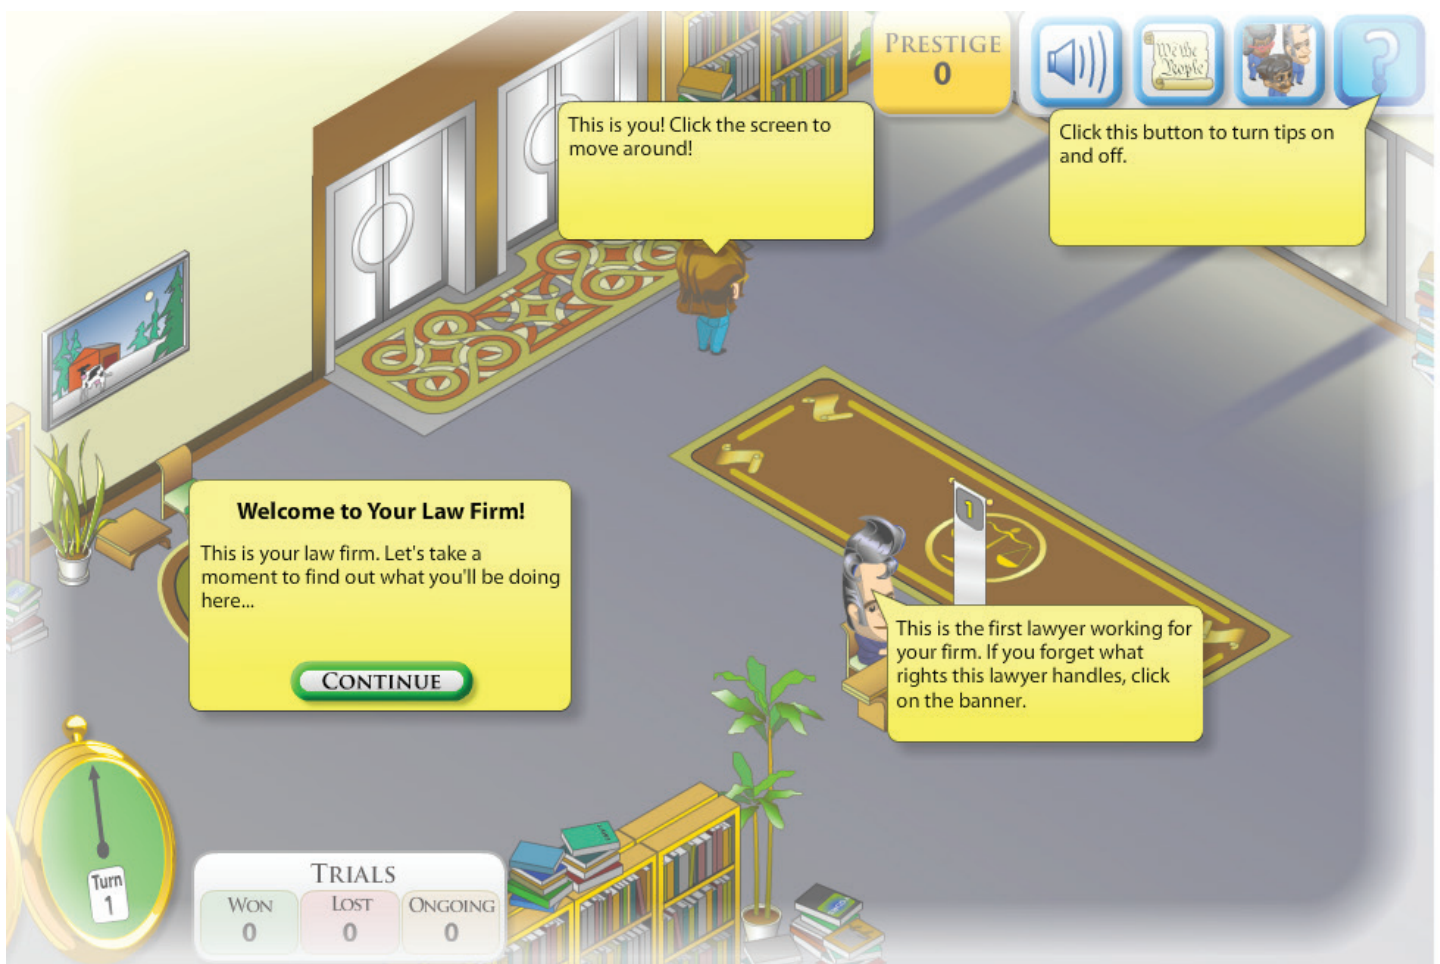 PRESTIGE
0
We the
People
This is you! Click the screen to
move around!
Click this button to turn tips on
and off.
?
1
Welcome to Your Law Firm!
This is your law firm. Let's take a
moment to find out what you'll be doing
here...
CONTINUE
This is the first lawyer working for
your firm. If you forget what
rights this lawyer handles, click
on the banner.
Turn
1
TRIALS
WON
0
LOST
0
ONGOING
0